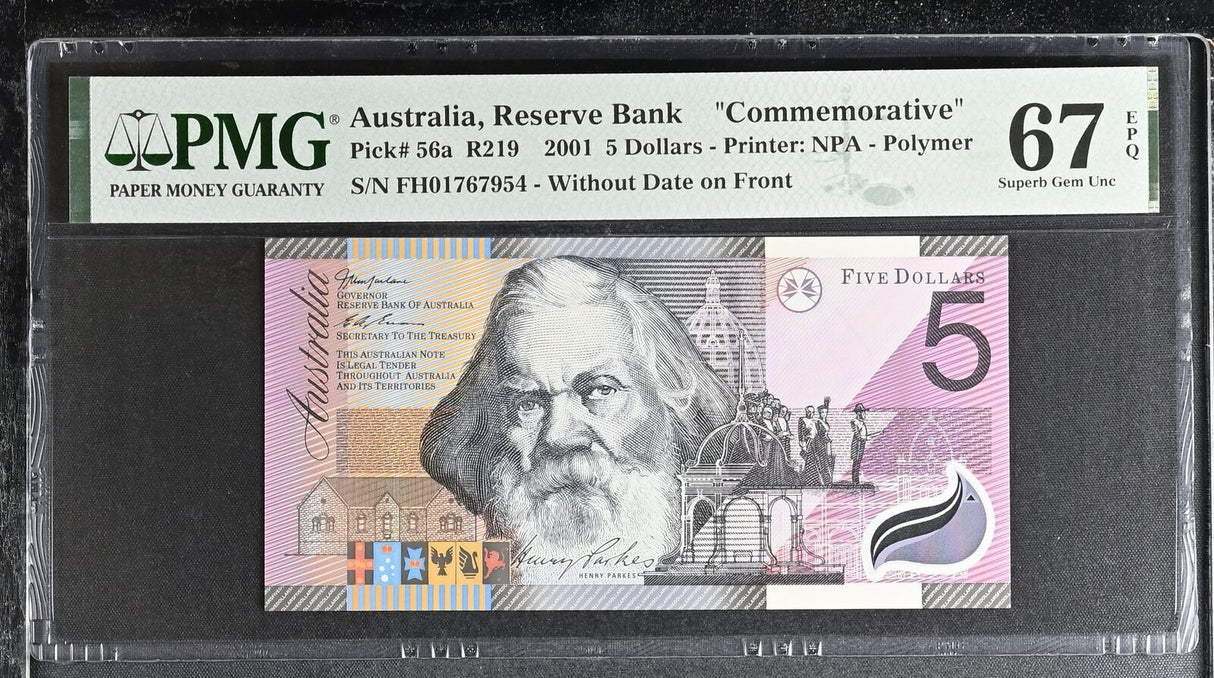 PMG®
PAPER MONEY GUARANTY
Australia, Reserve Bank "Commemorative"
Pick# 56a R219 2001 5 Dollars - Printer: NPA - Polymer
S/N FH01767954 - Without Date on Front
67
EPQ
Superb Gem Unc
Australia
GOVERNOR
RESERVE BANK OF AUSTRALIA
SECRETARY TO THE TREASURY
THIS AUSTRALIAN NOTE
IS LEGAL TENDER
THROUGHOUT AUSTRALIA
AND ITS TERRITORIES
FIVE DOLLARS
5
Henry Parkes
HENRY PARKES